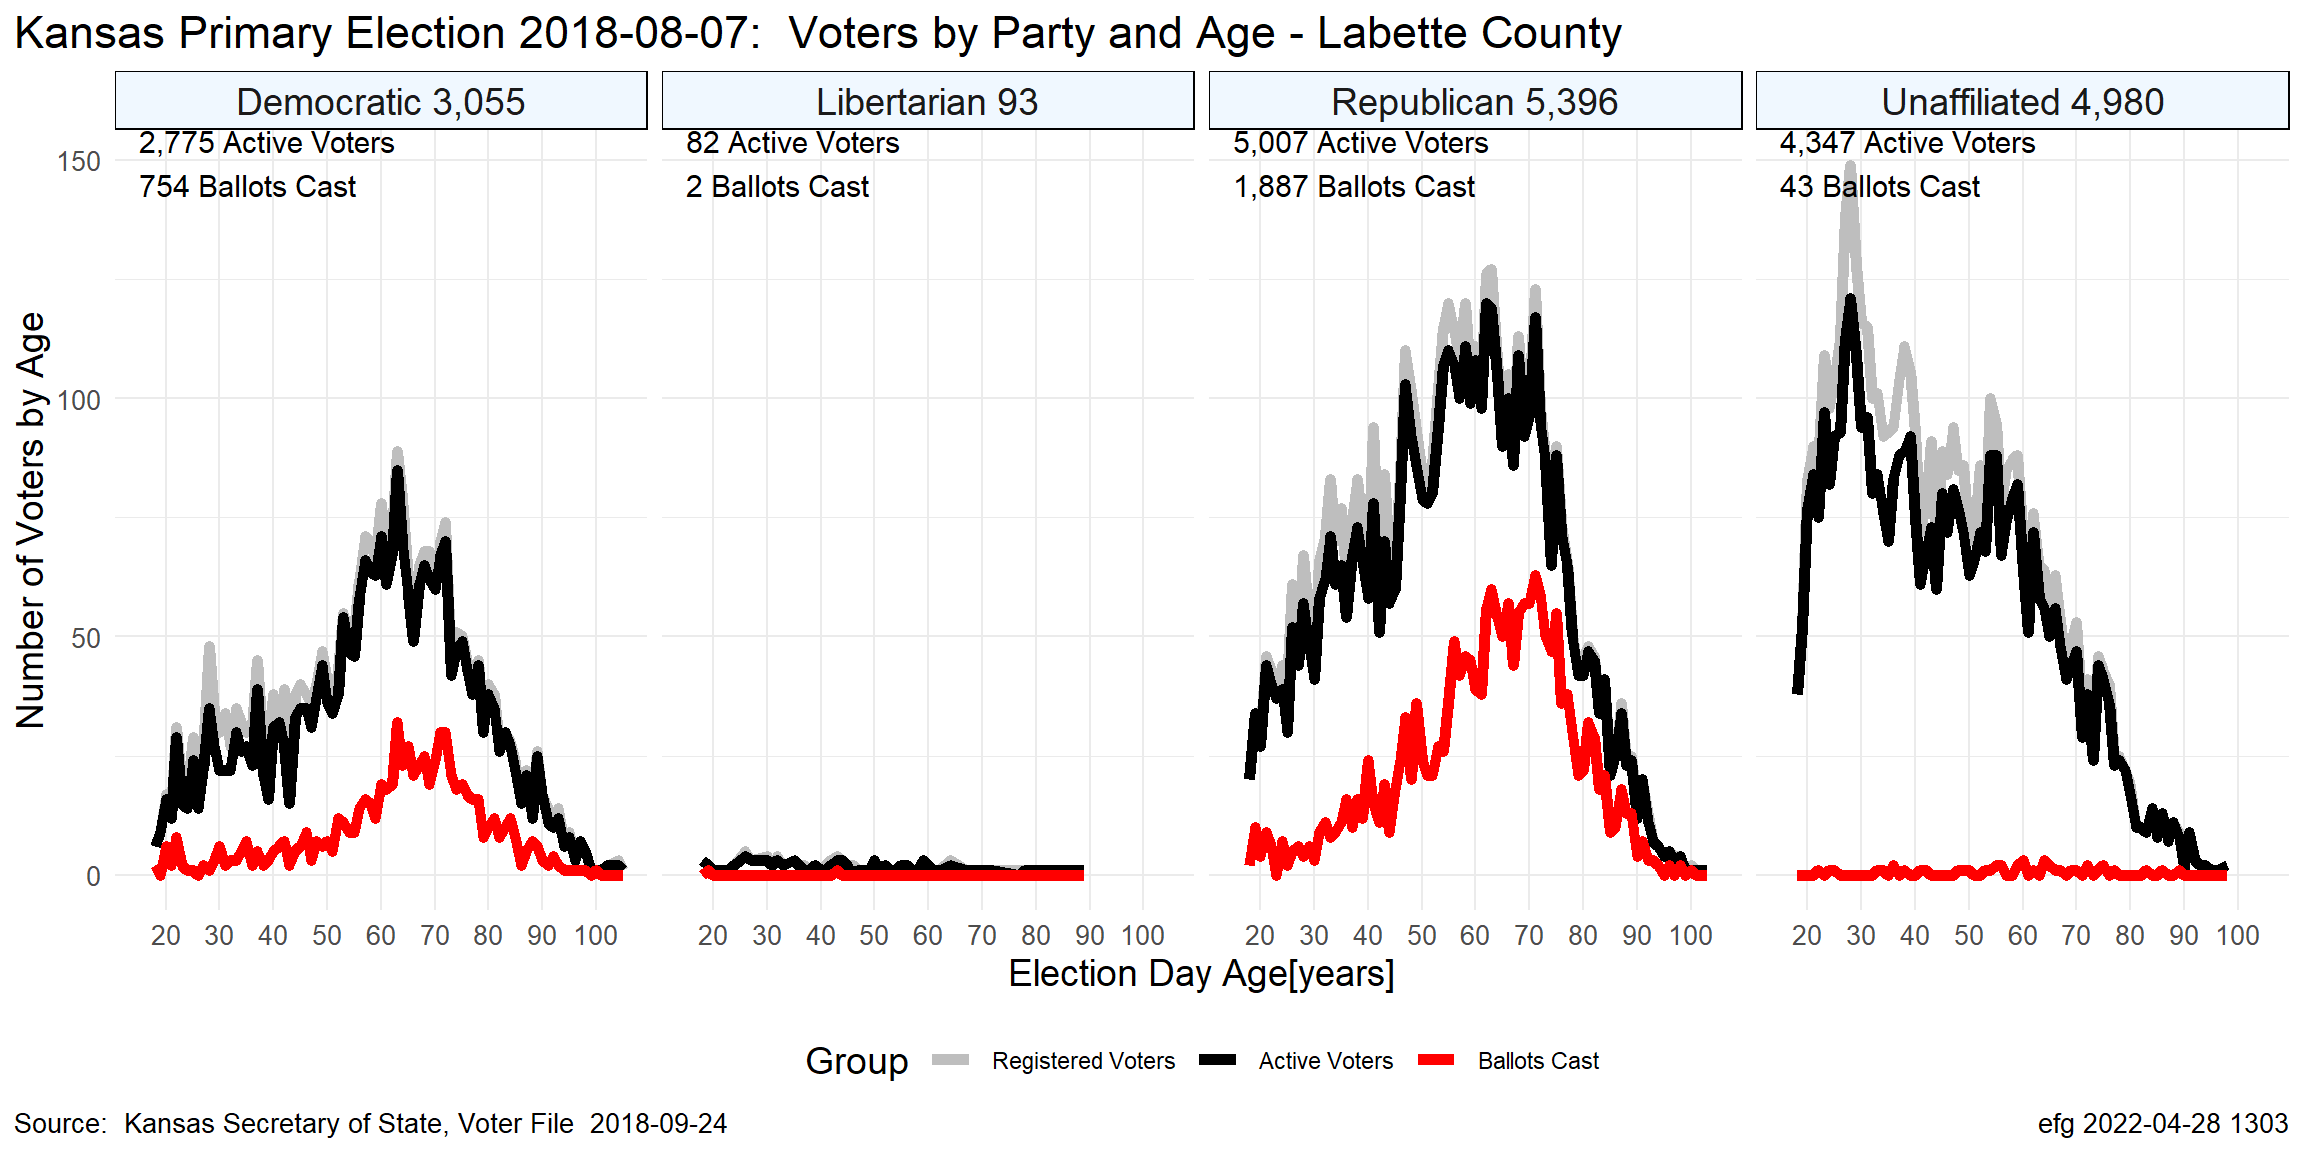 Kansas Primary Election 2018-08-07:  Voters by Party and Age - Labette County
Democratic 3,055
Libertarian 93
Republican 5,396
Unaffiliated 4,980
2,775 Active Voters
754 Ballots Cast
82 Active Voters
2 Ballots Cast
5,007 Active Voters
1,887 Ballots Cast
4,347 Active Voters
43 Ballots Cast
Number of Voters by Age
150
100
50
0
20 30 40 50 60 70 80 90 100
20 30 40 50 60 70 80 90 100
20 30 40 50 60 70 80 90 100
20 30 40 50 60 70 80 90 100
Election Day Age[years]
Group Registered Voters Active Voters Ballots Cast
Source:  Kansas Secretary of State, Voter File  2018-09-24
efg 2022-04-28 1303